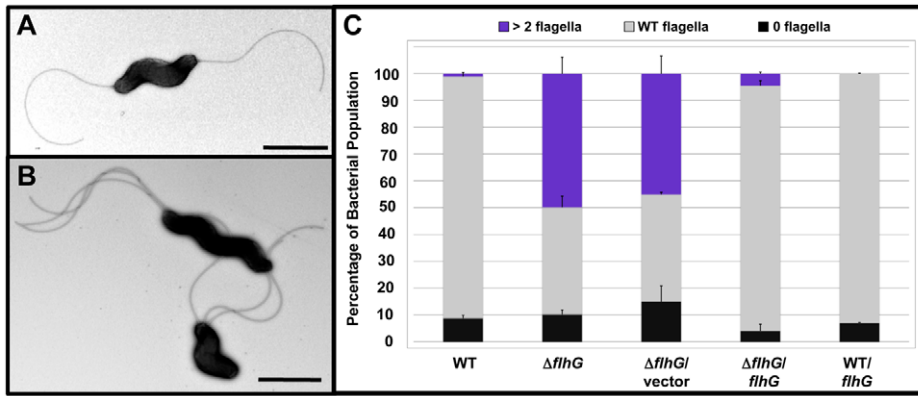 A
B
C
> 2 flagella
WT flagella
0 flagella
Percentage of Bacterial Population
100
90
80
70
60
50
40
30
20
10
0
WT
ΔflhG
ΔflhG/
vector
ΔflhG/
flhG
WT/
flhG